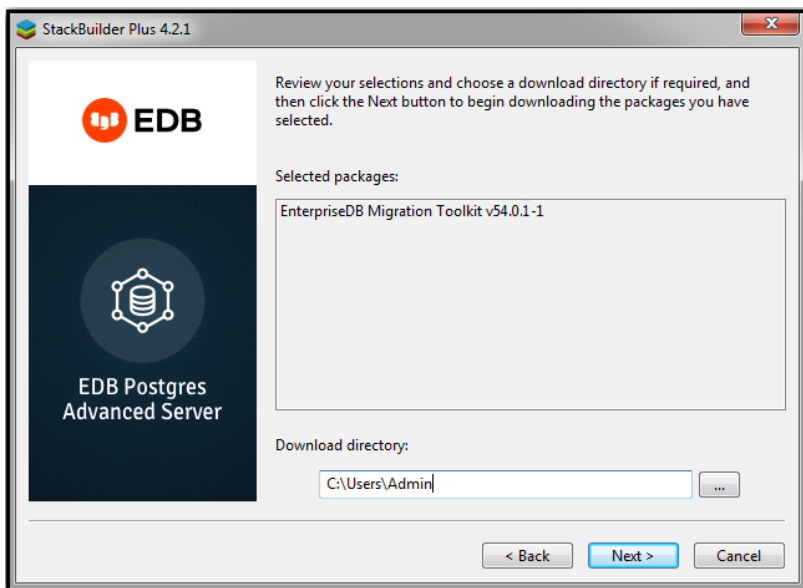 StackBuilder Plus 4.2.1
EDB
EDB Postgres
Advanced Server
Review your selections and choose a download directory if required, and
then click the Next button to begin downloading the packages you have
selected.
Selected packages:
EnterpriseDB Migration Toolkit v54.0.1-1
Download directory:
C:\Users\Admin
...
< Back
Next >
Cancel